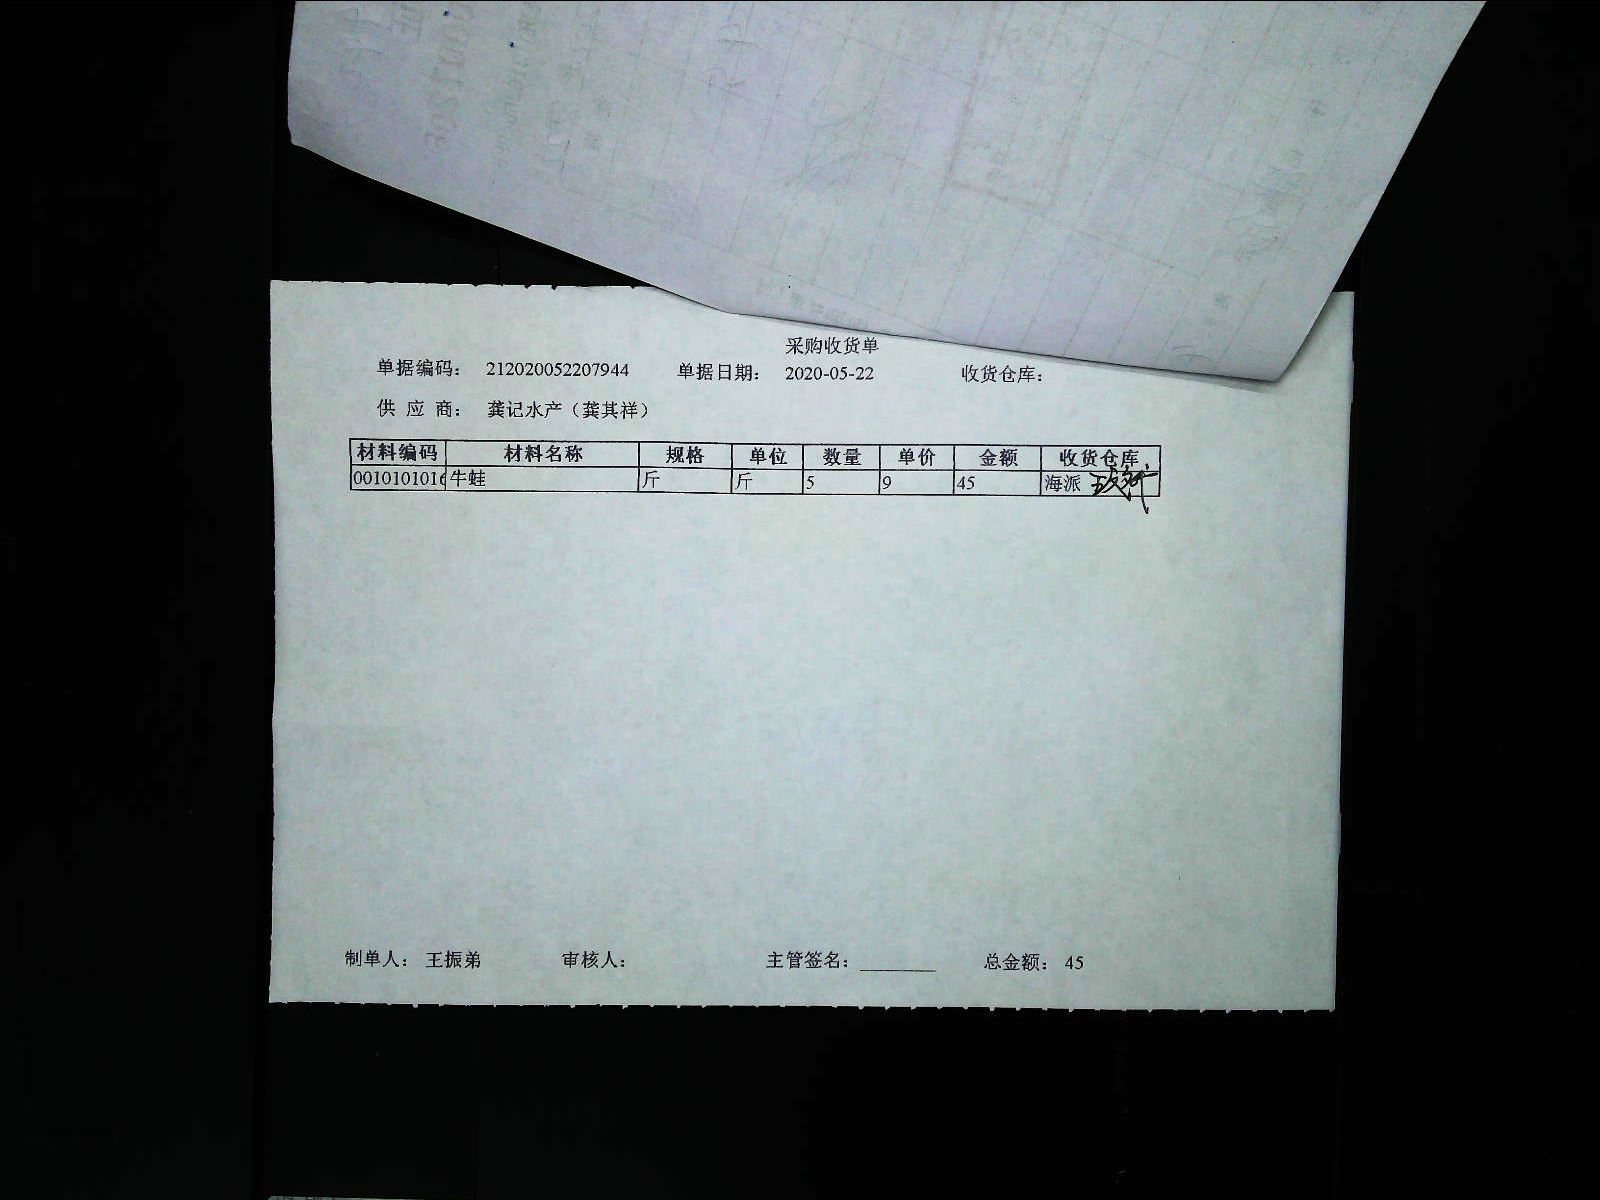 采购收货单
单据编码： 212020052207944 单据日期： 2020-05-22 收货仓库：
供 应 商： 龚记水产（龚其祥）
材料编码 材料名称 规格 单位 数量 单价 金额 收货仓库
0010101016 牛蛙 斤 斤 5 9 45 海派
制单人： 王振弟 审核人： 主管签名： ________ 总金额： 45